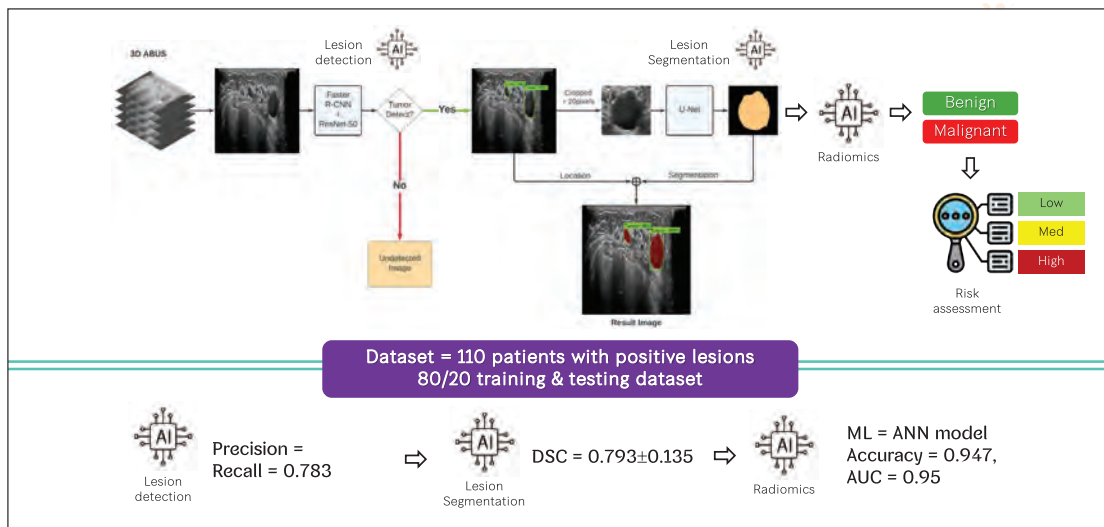 Lesion
detection
AI
Lesion
Segmentation
AI
3D ABUS
Faster
R-CNN
+
ResNet-50
Tumor
Detect?
Yes
Cropped
+ 20pixels
U-Net
AI
Radiomics
Benign
Malignant
No
Location
Segmentation
Undetected
Image
Result Image
Low
Med
High
Risk
assessment
Dataset = 110 patients with positive lesions
80/20 training & testing dataset
AI
Lesion
detection
Precision =
Recall = 0.783
AI
Lesion
Segmentation
DSC = 0.793±0.135
AI
Radiomics
ML = ANN model
Accuracy = 0.947,
AUC = 0.95